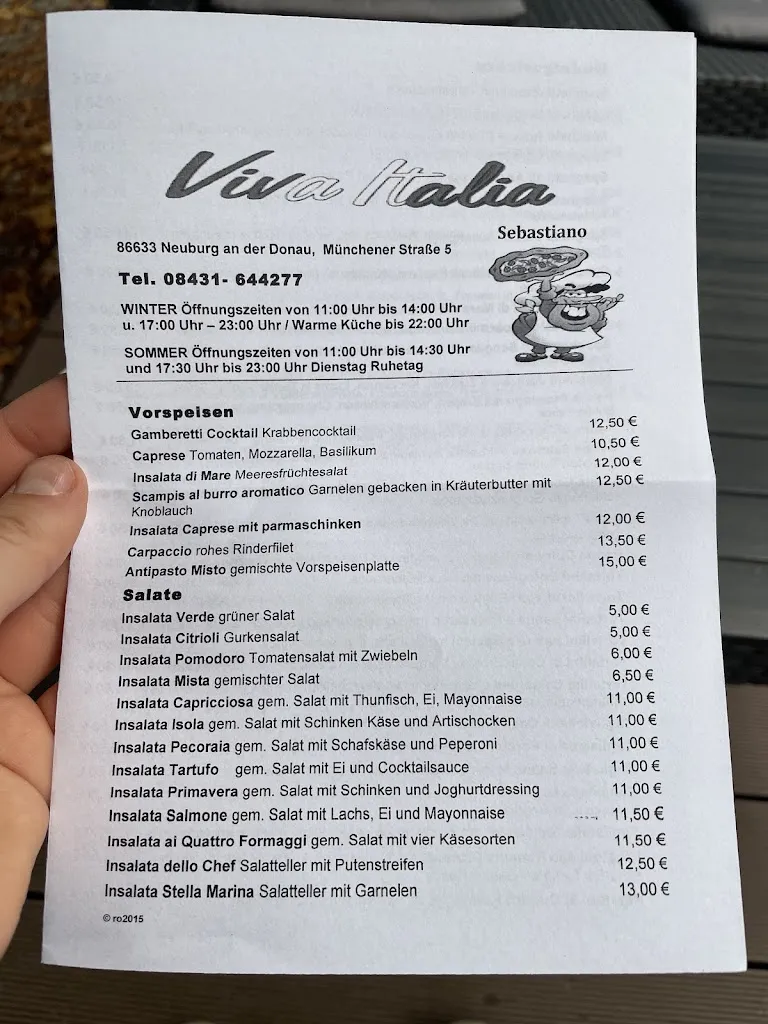 Viva Italia
Sebastiano
86633 Neuburg an der Donau, Münchener Straße 5
Tel. 08431- 644277
WINTER Öffnungszeiten von 11:00 Uhr bis 14:00 Uhr
u. 17:00 Uhr – 23:00 Uhr / Warme Küche bis 22:00 Uhr
SOMMER Öffnungszeiten von 11:00 Uhr bis 14:30 Uhr
und 17:30 Uhr bis 23:00 Uhr Dienstag Ruhetag
Vorspeisen
Gamberetti Cocktail Krabbencocktail 12,50 €
Caprese Tomaten, Mozzarella, Basilikum 10,50 €
Insalata di Mare Meeresfrüchtesalat 12,00 €
Scampis al burro aromatico Garnelen gebacken in Kräuterbutter mit 12,50 €
Knoblauch
Insalata Caprese mit parmaschinken 12,00 €
Carpaccio rohes Rinderfilet 13,50 €
Antipasto Misto gemischte Vorspeisenplatte 15,00 €
Salate
Insalata Verde grüner Salat 5,00 €
Insalata Citrioli Gurkensalat 5,00 €
Insalata Pomodoro Tomatensalat mit Zwiebeln 6,00 €
Insalata Mista gemischter Salat 6,50 €
Insalata Capricciosa gem. Salat mit Thunfisch, Ei, Mayonnaise 11,00 €
Insalata Isola gem. Salat mit Schinken Käse und Artischocken 11,00 €
Insalata Pecoraia gem. Salat mit Schafskäse und Peperoni 11,00 €
Insalata Tartufo gem. Salat mit Ei und Cocktailsauce 11,00 €
Insalata Primavera gem. Salat mit Schinken und Joghurtdressing 11,00 €
Insalata Salmone gem. Salat mit Lachs, Ei und Mayonnaise 11,50 €
Insalata ai Quattro Formaggi gem. Salat mit vier Käsesorten 11,50 €
Insalata dello Chef Salatteller mit Putenstreifen 12,50 €
Insalata Stella Marina Salatteller mit Garnelen 13,00 €
© ro2015